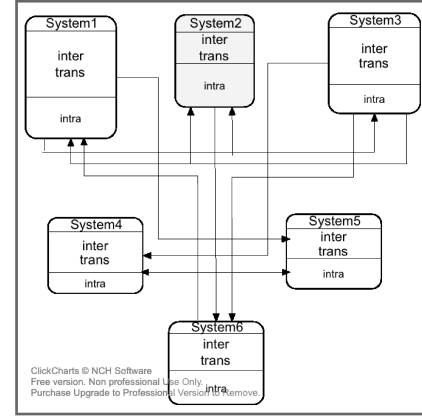 System1
inter
trans
intra
System2
inter
trans
intra
System3
inter
trans
intra
System4
inter
trans
intra
System5
inter
trans
intra
System6
inter
trans
intra
ClickCharts © NCH Software
Free version. Non professional Use Only.
Purchase Upgrade to Professional Version to Remove.